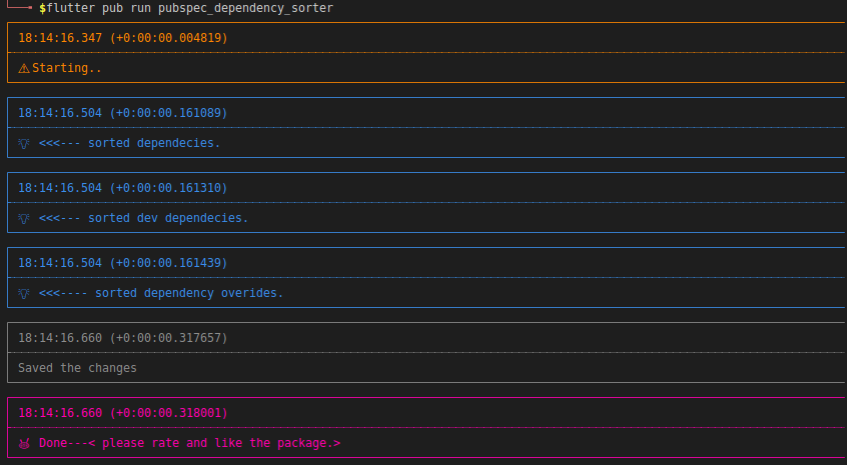 $flutter pub run pubspec_dependency_sorter
18:14:16.347 (+0:00:00.004819)
⚠Starting..
18:14:16.504 (+0:00:00.161089)
💡 <<<--- sorted dependecies.
18:14:16.504 (+0:00:00.161310)
💡 <<<--- sorted dev dependecies.
18:14:16.504 (+0:00:00.161439)
💡 <<<---- sorted dependency overides.
18:14:16.660 (+0:00:00.317657)
Saved the changes
18:14:16.660 (+0:00:00.318001)
Done---< please rate and like the package.>